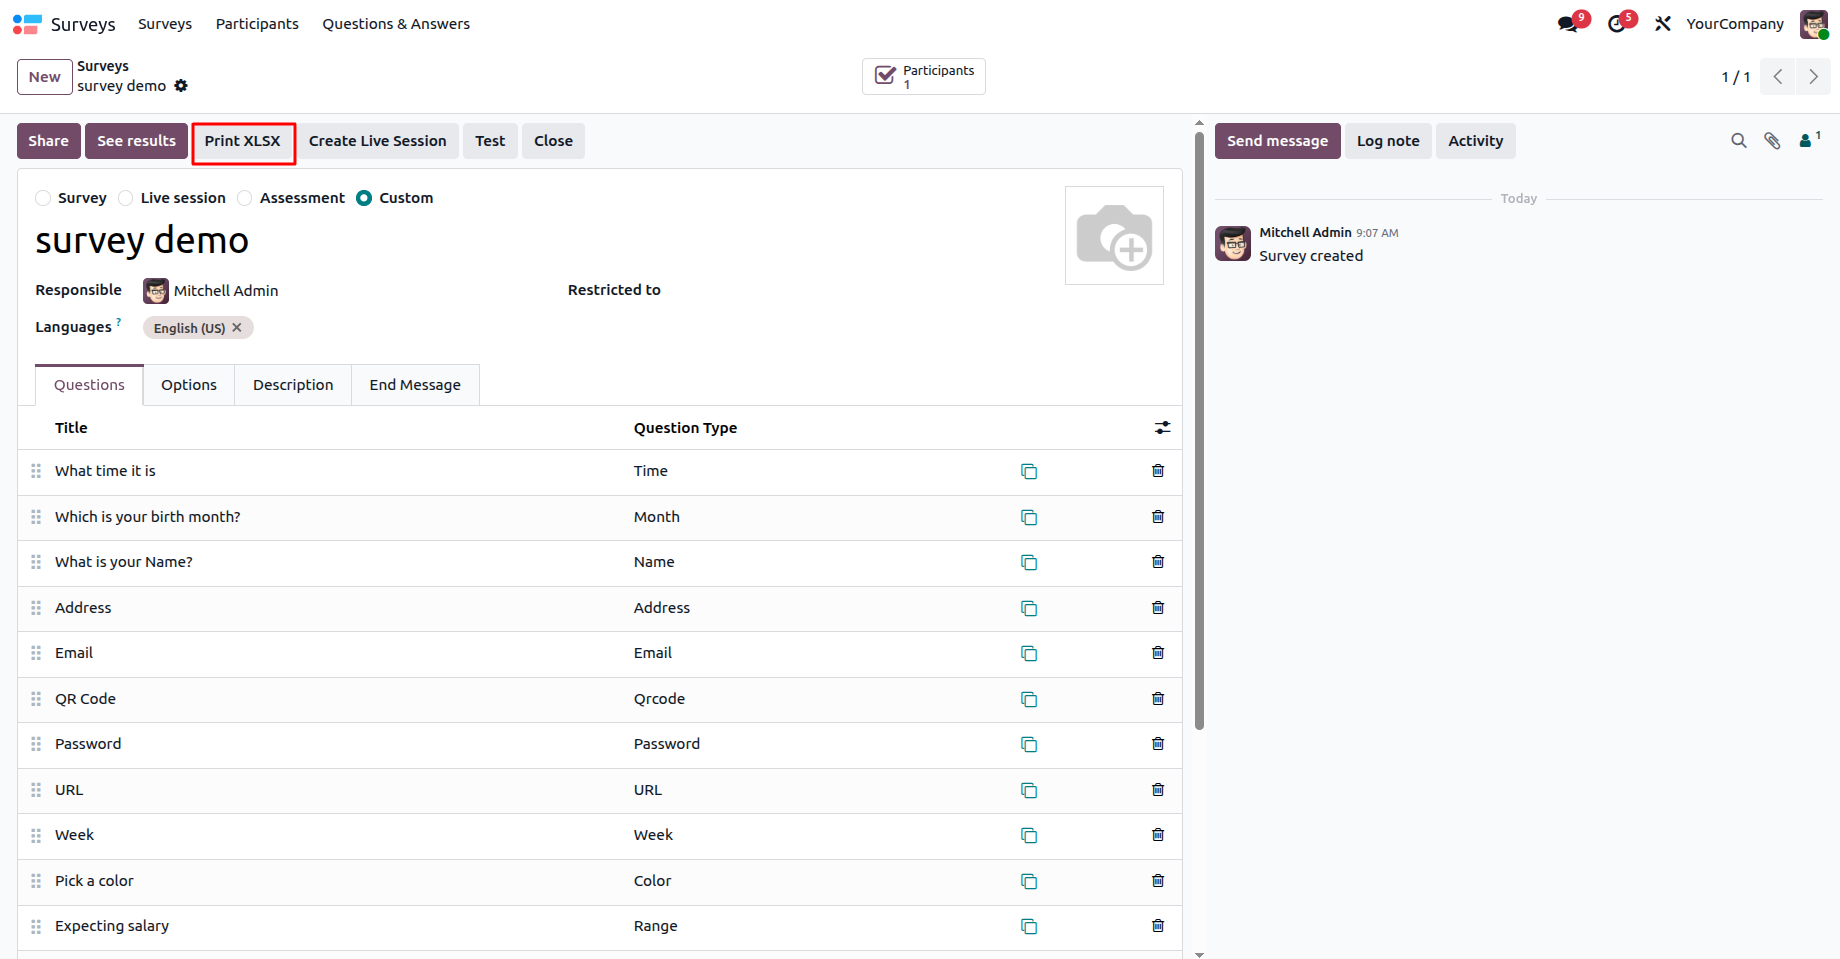 Surveys Surveys Participants Questions & Answers 9 5 YourCompany
New Surveys
survey demo
Participants
1
1 / 1
Share See results Print XLSX Create Live Session Test Close
Send message Log note Activity 1
Survey Live session Assessment Custom
survey demo
Responsible Mitchell Admin Restricted to
Languages ? English (US)
Questions Options Description End Message
Title Question Type
What time it is Time
Which is your birth month? Month
What is your Name? Name
Address Address
Email Email
QR Code Qrcode
Password Password
URL URL
Week Week
Pick a color Color
Expecting salary Range
Today
Mitchell Admin 9:07 AM
Survey created